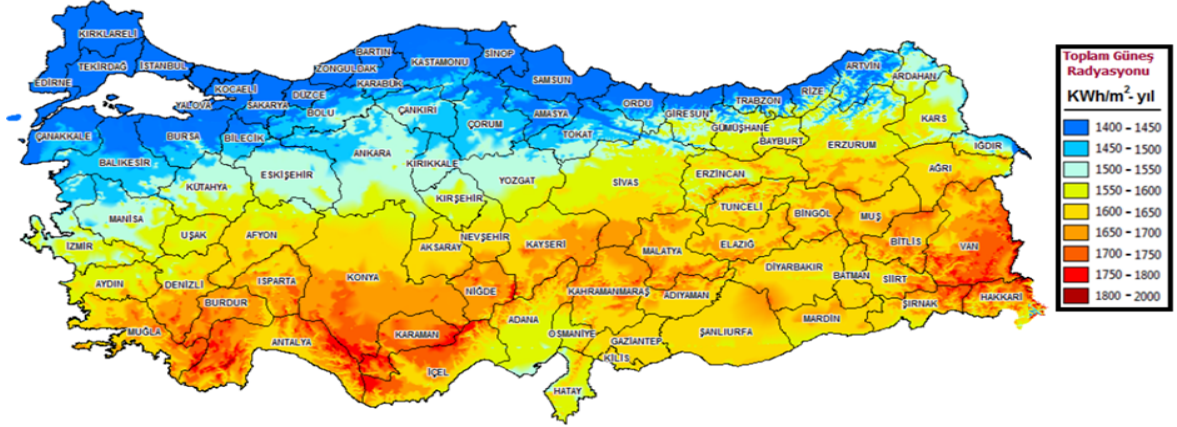 KIRKLARELİ
TEKİRDAĞ
İSTANBUL
EDİRNE
KOCAELİ
YALOVA
SAKARYA
DÜZCE
ZONGULDAK
BARTIN
KARABÜK
KASTAMONU
SİNOP
SAMSUN
BOLU
ÇANKIRI
ÇORUM
AMASYA
TOKAT
ORDU
GİRESUN
TRABZON
RİZE
ARTVİN
ARDAHAN
KARS
IĞDIR
GÜMÜŞHANE
BAYBURT
ERZURUM
AĞRI
ÇANAKKALE
BURSA
BİLECİK
BALIKESİR
KÜTAHYA
ESKİŞEHİR
ANKARA
KIRIKKALE
YOZGAT
SİVAS
ERZİNCAN
TUNCELİ
BİNGÖL
MUŞ
BİTLİS
VAN
MANİSA
İZMİR
UŞAK
AFYON
KIRŞEHİR
NEVŞEHİR
AKSARAY
KAYSERİ
MALATYA
ELAZIĞ
DİYARBAKIR
BATMAN
SİİRT
ŞIRNAK
HAKKARİ
AYDIN
DENİZLİ
ISPARTA
BURDUR
KONYA
NİĞDE
KAHRAMANMARAŞ
ADIYAMAN
MARDİN
MUĞLA
ANTALYA
KARAMAN
İÇEL
ADANA
OSMANİYE
GAZİANTEP
KİLİS
ŞANLIURFA
HATAY
Toplam Güneş
Radyasyonu
KWh/m²- yıl
1400 - 1450
1450 - 1500
1500 - 1550
1550 - 1600
1600 - 1650
1650 - 1700
1700 - 1750
1750 - 1800
1800 - 2000